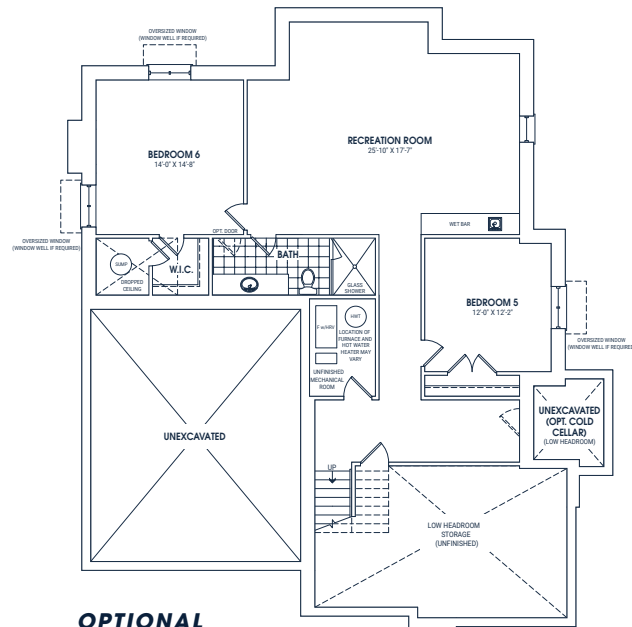 OVERSIZED WINDOW
(WINDOW WELL IF REQUIRED)
BEDROOM 6
14'-0" X 14'-8"
RECREATION ROOM
25'-10" X 17'-7"
OVERSIZED WINDOW
(WINDOW WELL IF REQUIRED)
OPT. DOOR
WET BAR
SUMP
DROPPED
CEILING
W.I.C.
BATH
GLASS
SHOWER
BEDROOM 5
12'-0" X 12'-2"
OVERSIZED WINDOW
(WINDOW WELL IF REQUIRED)
F w/HRV
HWT
LOCATION OF
FURNACE AND
HOT WATER
HEATER MAY
VARY
UNFINISHED
MECHANICAL
ROOM
UNEXCAVATED
UNEXCAVATED
(OPT. COLD
CELLAR)
(LOW HEADROOM)
UP
LOW HEADROOM
STORAGE
(UNFINISHED)
OPTIONAL